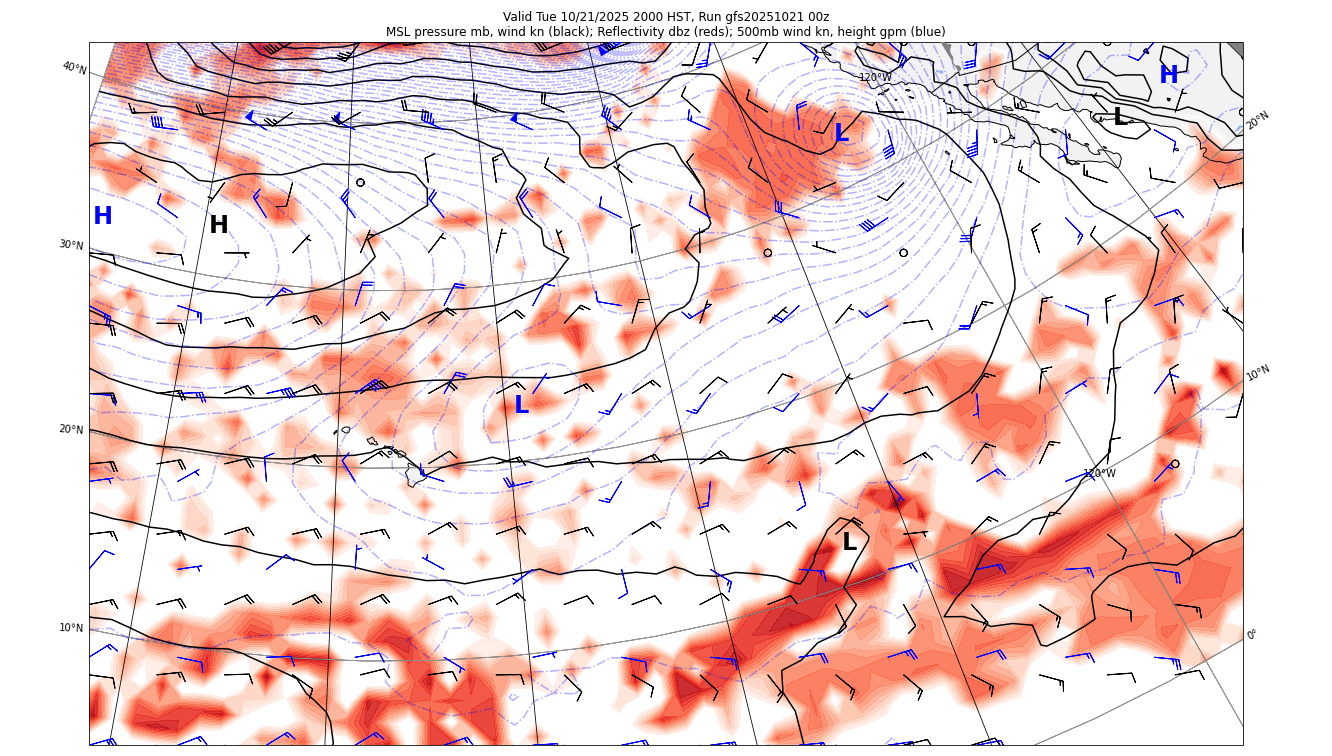 Valid Tue 10/21/2025 2000 HST, Run gfs20251021 00z
MSL pressure mb, wind kn (black); Reflectivity dbz (reds); 500mb wind kn, height gpm (blue)
40°N
120°W
H
L
20°N
L
H
H
30°N
10°N
L
20°N
L
120°W
L
10°N
0°